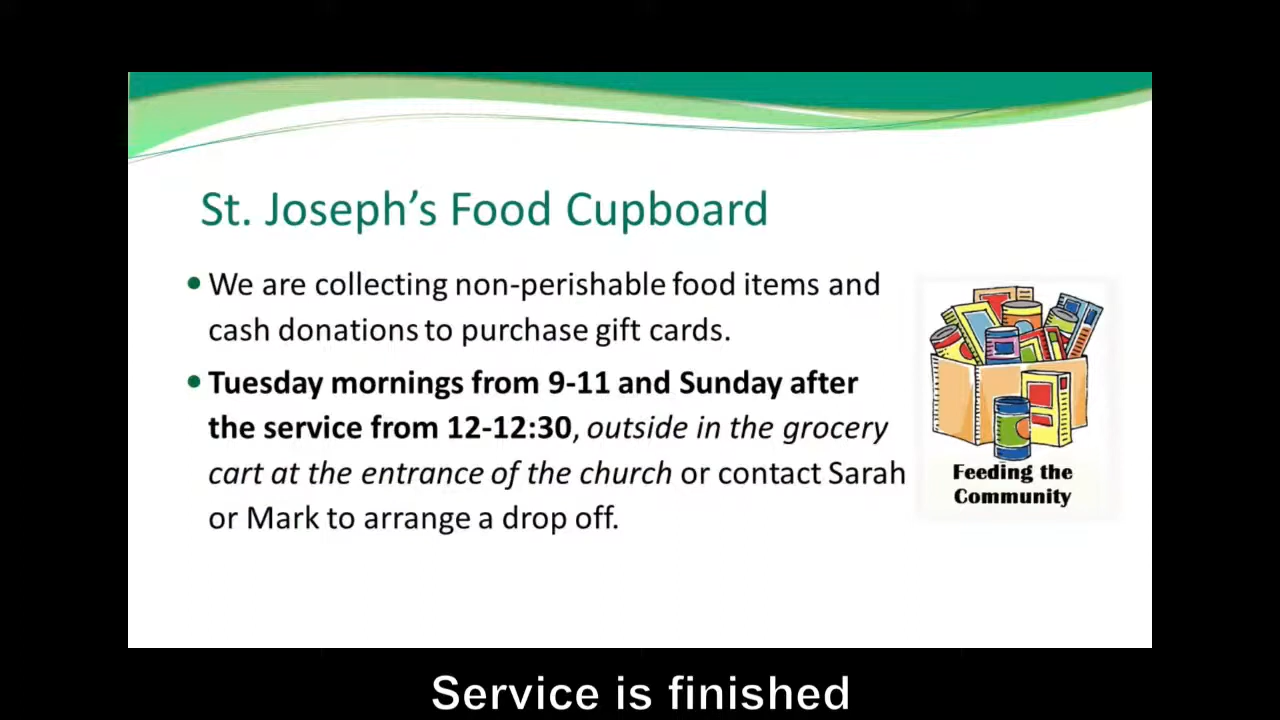 St. Joseph’s Food Cupboard
• We are collecting non-perishable food items and
cash donations to purchase gift cards.
• Tuesday mornings from 9-11 and Sunday after
the service from 12-12:30, outside in the grocery
cart at the entrance of the church or contact Sarah
or Mark to arrange a drop off.
Feeding the
Community
Service is finished